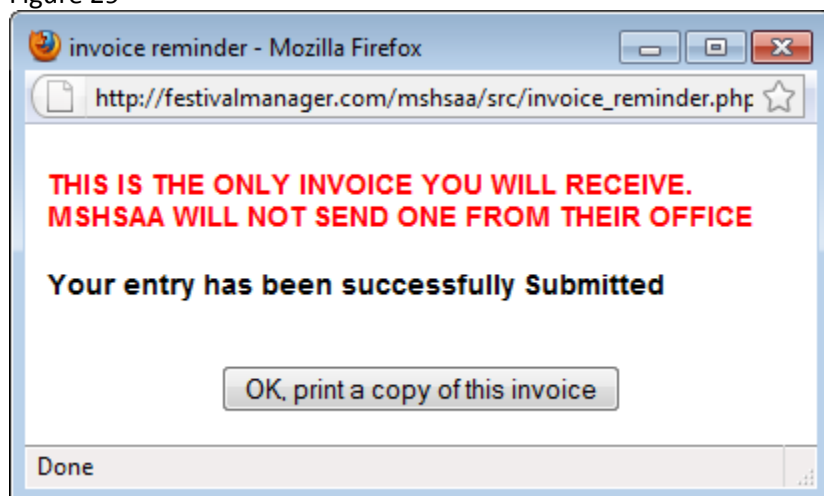 invoice reminder - Mozilla Firefox
http://festivalmanager.com/mshsaa/src/invoice_reminder.php
THIS IS THE ONLY INVOICE YOU WILL RECEIVE.
MSHSAA WILL NOT SEND ONE FROM THEIR OFFICE
Your entry has been successfully Submitted
OK, print a copy of this invoice
Done